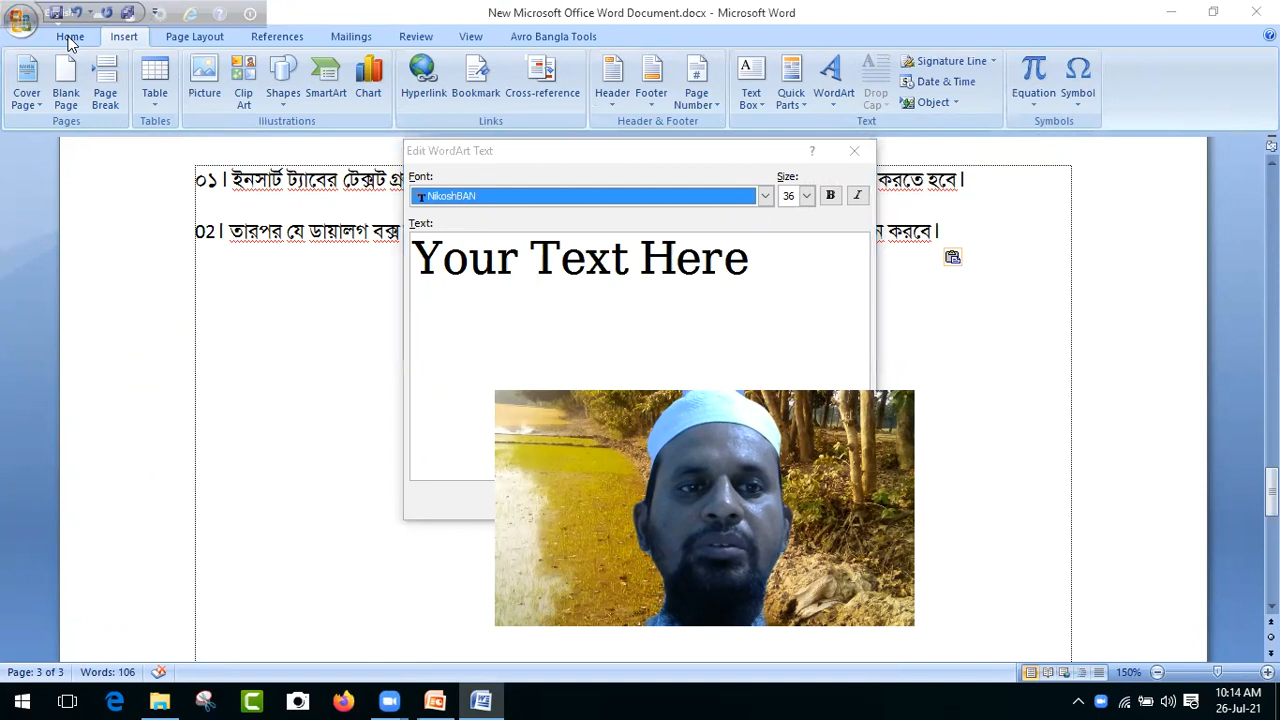 English
New Microsoft Office Word Document.docx - Microsoft Word
Home Insert Page Layout References Mailings Review View Avro Bangla Tools
Cover Page Blank Page Page Break Table Picture Clip Art Shapes SmartArt Chart Hyperlink Bookmark Cross-reference Header Footer Page Number Text Box Quick Parts WordArt Drop Cap Signature Line Date & Time Object Equation Symbol
Pages Tables Illustrations Links Header & Footer Text Symbols
Edit WordArt Text ?
Font: Size:
NikoshBAN 36 B I
Text:
Your Text Here
০১। ইনসার্ট ট্যাবের টেক্সট করতে হবে।
02। তারপর যে ডায়ালগ বক্স করবে।
Page: 3 of 3 Words: 106 150%
10:14 AM
26-Jul-21